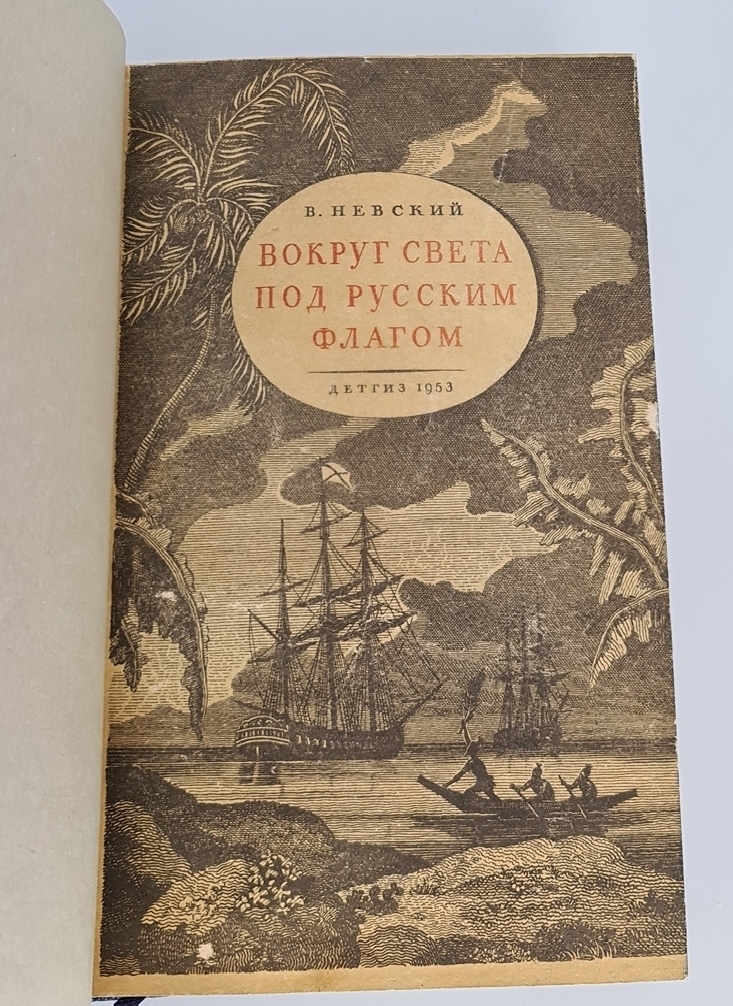 В. НЕВСКИЙ
ВОКРУГ СВЕТА
ПОД РУССКИМ
ФЛАГОМ
ДЕТГИЗ 1953